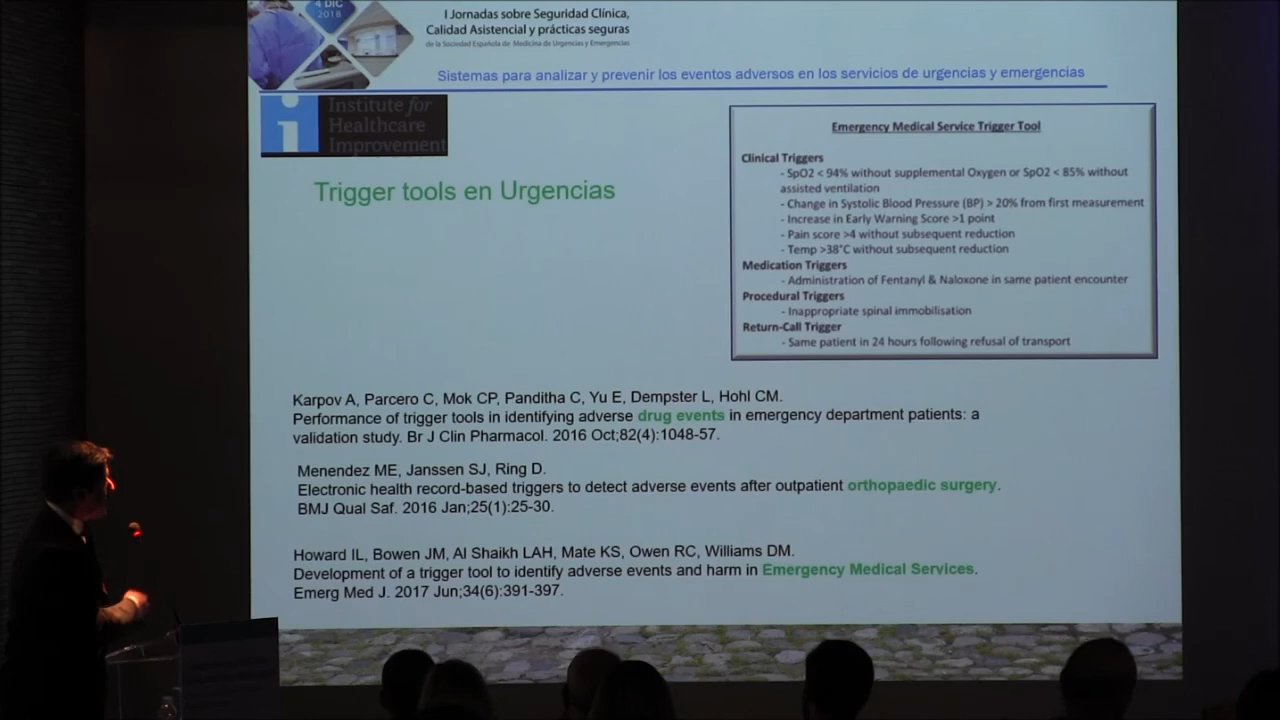 4 DIC
2018
I Jornadas sobre Seguridad Clínica,
Calidad Asistencial y prácticas seguras
de la Sociedad Española de Medicina de Urgencias y Emergencias
Sistemas para analizar y prevenir los eventos adversos en los servicios de urgencias y emergencias
i
Institute for
Healthcare
Improvement
Trigger tools en Urgencias
Emergency Medical Service Trigger Tool
Clinical Triggers
- SpO2 < 94% without supplemental Oxygen or SpO2 < 85% without
assisted ventilation
- Change in Systolic Blood Pressure (BP) > 20% from first measurement
- Increase in Early Warning Score >1 point
- Pain score >4 without subsequent reduction
- Temp >38°C without subsequent reduction
Medication Triggers
- Administration of Fentanyl & Naloxone in same patient encounter
Procedural Triggers
- Inappropriate spinal immobilisation
Return-Call Trigger
- Same patient in 24 hours following refusal of transport
Karpov A, Parcero C, Mok CP, Panditha C, Yu E, Dempster L, Hohl CM.
Performance of trigger tools in identifying adverse drug events in emergency department patients: a
validation study. Br J Clin Pharmacol. 2016 Oct;82(4):1048-57.
Menendez ME, Janssen SJ, Ring D.
Electronic health record-based triggers to detect adverse events after outpatient orthopaedic surgery.
BMJ Qual Saf. 2016 Jan;25(1):25-30.
Howard IL, Bowen JM, Al Shaikh LAH, Mate KS, Owen RC, Williams DM.
Development of a trigger tool to identify adverse events and harm in Emergency Medical Services.
Emerg Med J. 2017 Jun;34(6):391-397.